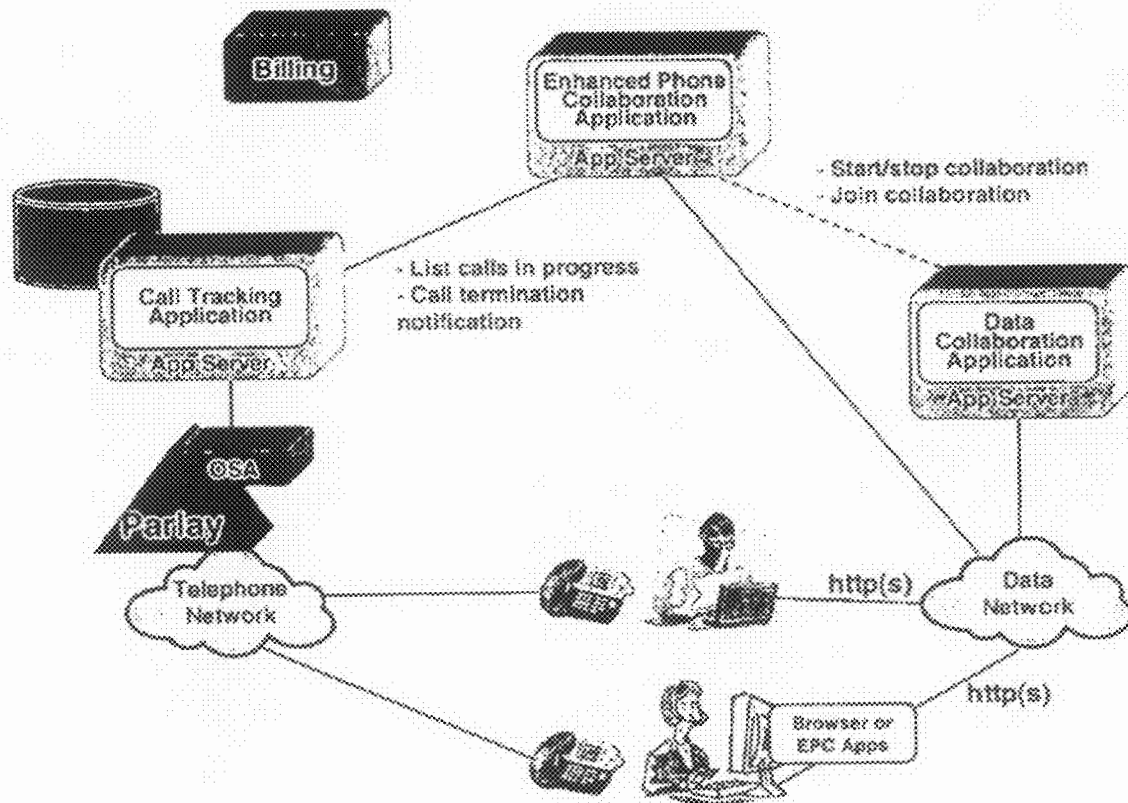 Billing
Enhanced Phone
Collaboration
Application
App Server
- Start/stop collaboration
- Join collaboration
- List calls in progress
- Call termination
notification
Call Tracking
Application
App Server
Data
Collaboration
Application
App Server
OSA
Parlay
Telephone
Network
http(s)
Data
Network
http(s)
Browser or
EPC Apps